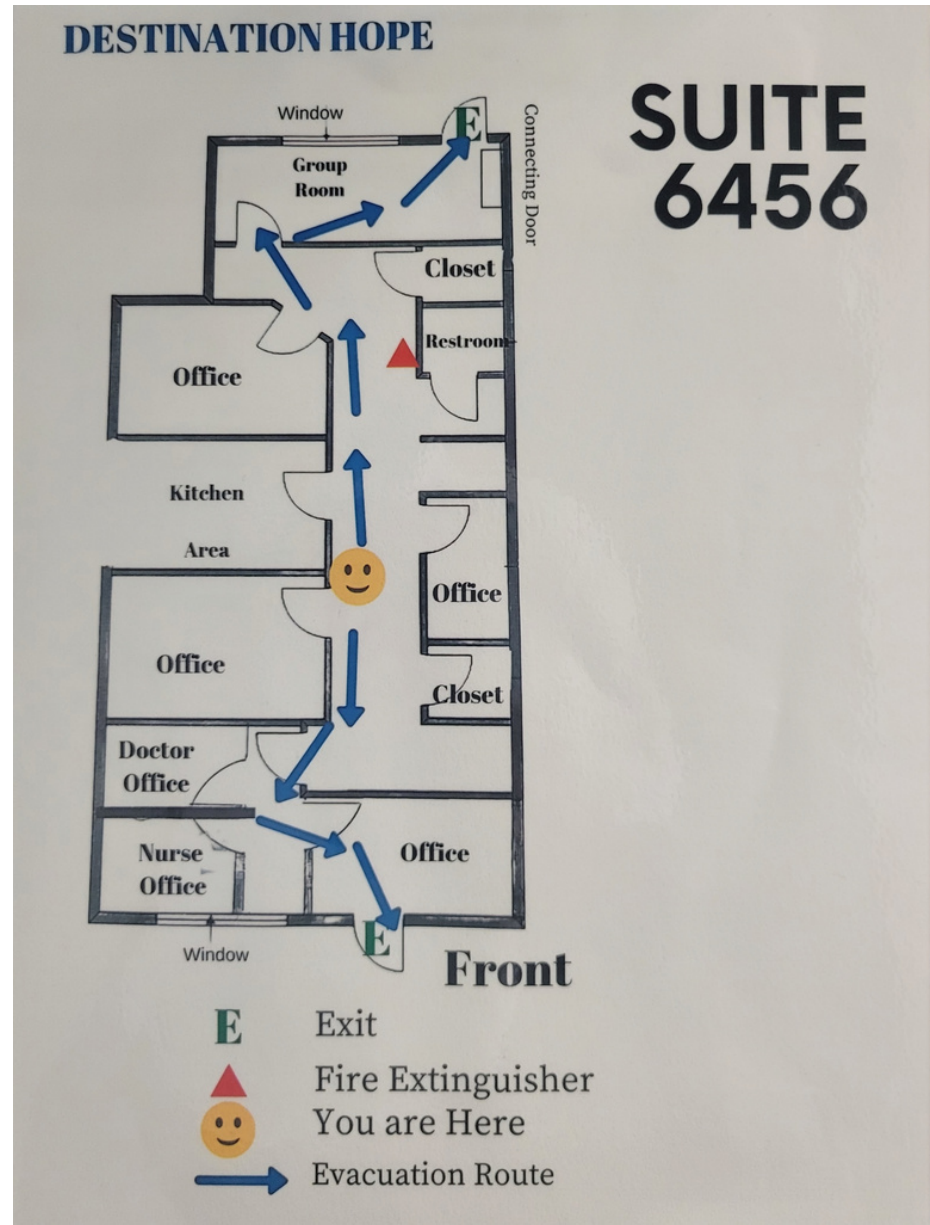 DESTINATION HOPE
SUITE
6456
Window
E
Connecting Door
Group
Room
Closet
Restroom
Office
Kitchen
Area
Office
Office
Closet
Doctor
Office
Nurse
Office
Office
Window
E
Front
E Exit
Fire Extinguisher
You are Here
Evacuation Route